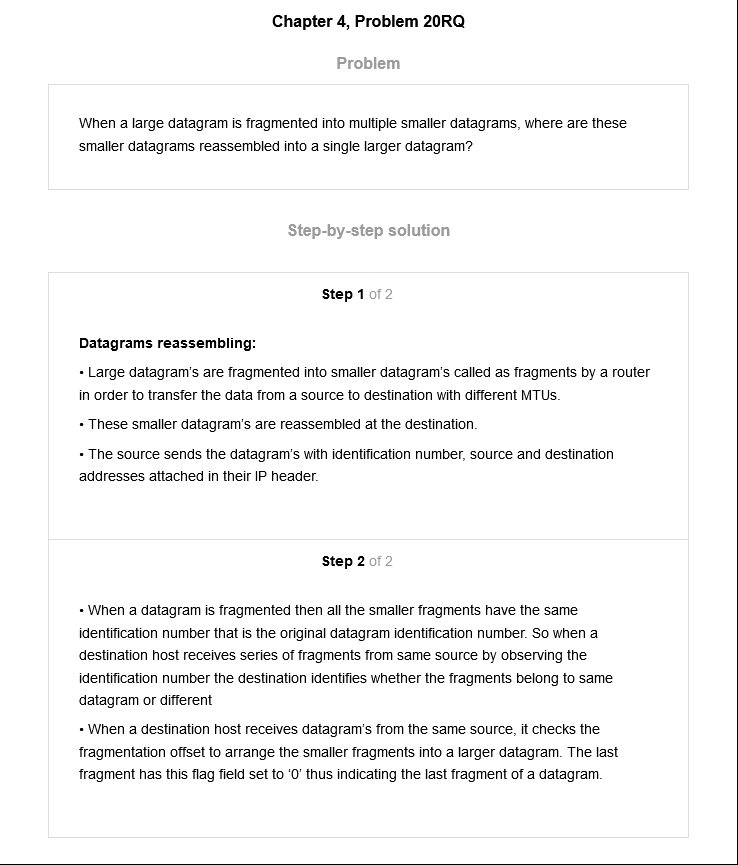 Chapter 4, Problem 20RQ
Problem
When a large datagram is fragmented into multiple smaller datagrams, where are these
smaller datagrams reassembled into a single larger datagram?
Step-by-step solution
Step 1 of 2
Datagrams reassembling:
• Large datagram's are fragmented into smaller datagram's called as fragments by a router
in order to transfer the data from a source to destination with different MTUs.
• These smaller datagram's are reassembled at the destination.
• The source sends the datagram's with identification number, source and destination
addresses attached in their IP header.
Step 2 of 2
• When a datagram is fragmented then all the smaller fragments have the same
identification number that is the original datagram identification number. So when a
destination host receives series of fragments from same source by observing the
identification number the destination identifies whether the fragments belong to same
datagram or different
• When a destination host receives datagram's from the same source, it checks the
fragmentation offset to arrange the smaller fragments into a larger datagram. The last
fragment has this flag field set to ‘0’ thus indicating the last fragment of a datagram.